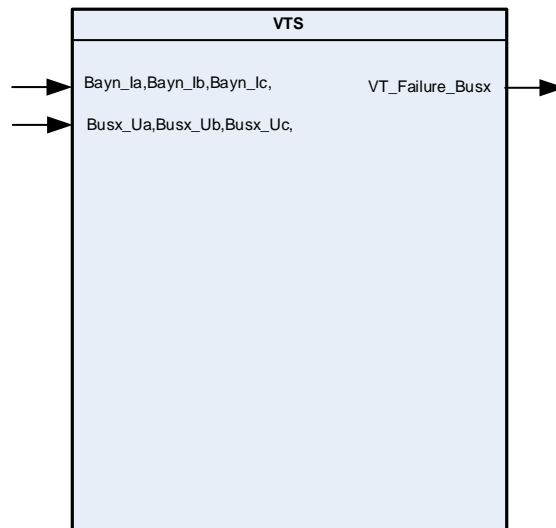 VTS
Bayn_Ia,Bayn_Ib,Bayn_Ic,
VT_Failure_Busx
Busx_Ua,Busx_Ub,Busx_Uc,